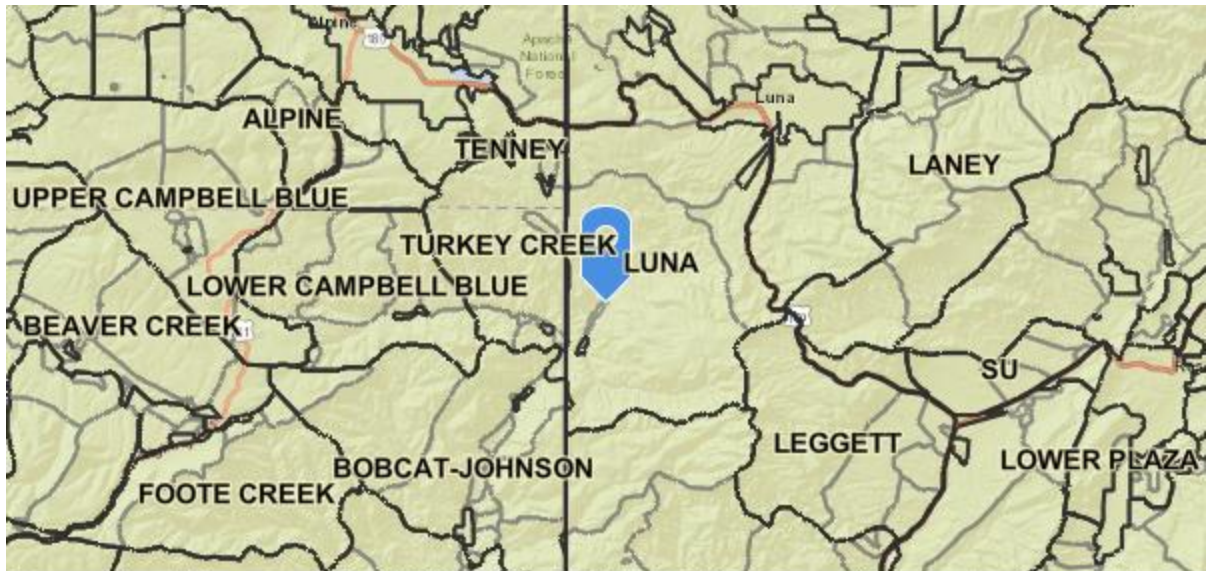 Alpine
180
Apache
National
Forest
Luna
ALPINE
TENNEY
LANEY
UPPER CAMPBELL BLUE
TURKEY CREEK
LUNA
LOWER CAMPBELL BLUE
BEAVER CREEK
SU
LEGGETT
LOWER PLAZA
BOBCAT-JOHNSON
FOOTE CREEK